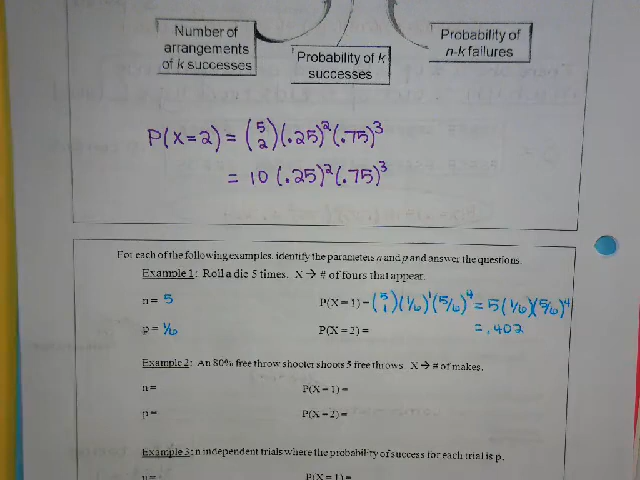 Number of
arrangements
of k successes
Probability of k
successes
Probability of
n-k failures
P(X=2) = (5 2)(.25)²(.75)³
= 10 (.25)²(.75)³
For each of the following examples, identify the parameters n and p and answer the questions.
Example 1: Roll a die 5 times. X → # of fours that appear.
n = 5
P(X = 1) = (5 1)(1/6)¹(5/6)⁴ = 5(1/6)(5/6)⁴
p = 1/6
P(X = 2) =
= .402
Example 2: An 80% free throw shooter shoots 5 free throws. X → # of makes.
n =
P(X = 1) =
p =
P(X = 2) =
Example 3: n independent trials where the probability of success for each trial is p.
n =
P(X = 1) =